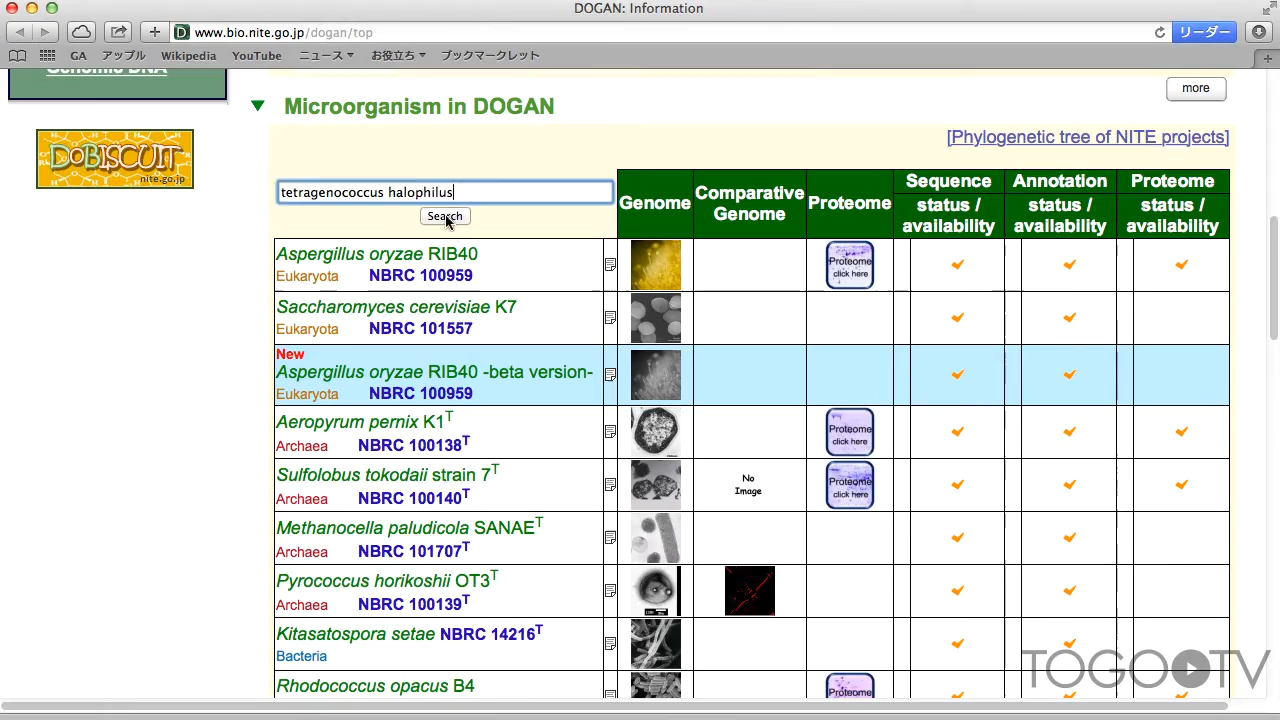 DOGAN: Information
www.bio.nite.go.jp/dogan/top
リーダー
GA アップル Wikipedia YouTube ニュース お役立ち ブックマークレット
Genomic DNA
more
Microorganism in DOGAN
DOBISCUIT
nite.go.jp
[Phylogenetic tree of NITE projects]
tetragenococcus halophilus
Search
Genome
Comparative Genome
Proteome
Sequence status / availability
Annotation status / availability
Proteome status / availability
Aspergillus oryzae RIB40
Eukaryota NBRC 100959
Proteome
click here
Saccharomyces cerevisiae K7
Eukaryota NBRC 101557
New
Aspergillus oryzae RIB40 -beta version-
Eukaryota NBRC 100959
Aeropyrum pernix K1T
Archaea NBRC 100138T
Proteome
click here
Sulfolobus tokodaii strain 7T
Archaea NBRC 100140T
No
Image
Proteome
click here
Methanocella paludicola SANAET
Archaea NBRC 101707T
Pyrococcus horikoshii OT3T
Archaea NBRC 100139T
Kitasatospora setae NBRC 14216T
Bacteria
Rhodococcus opacus B4
Proteome
TOGO TV